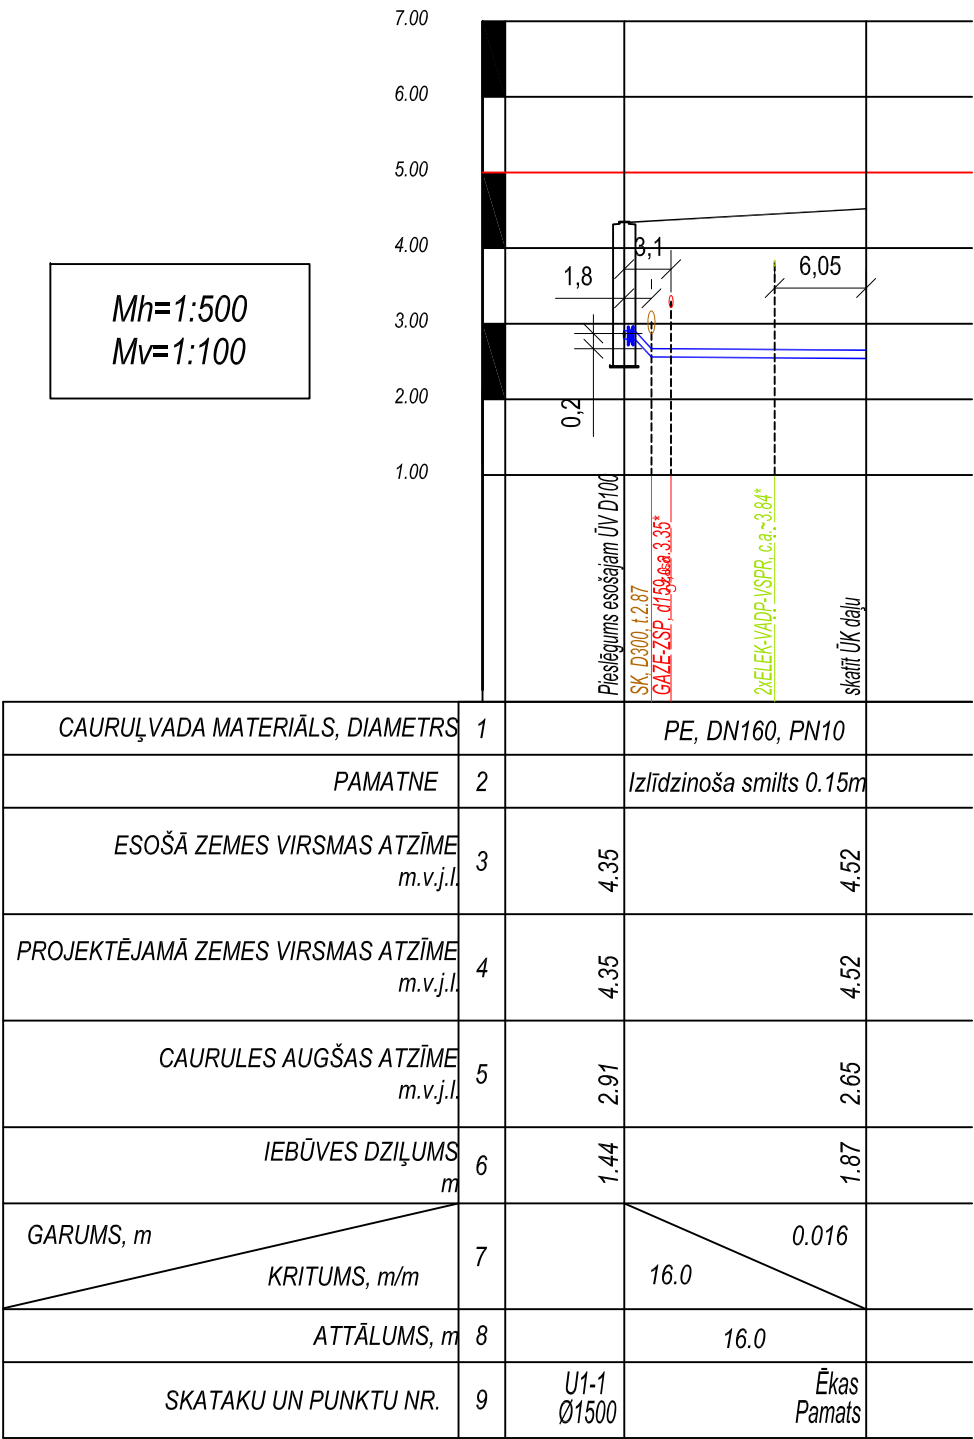 7.00
6.00
5.00
4.00
3.00
2.00
1.00
Mh=1:500
Mv=1:100
3,1
1,8
6,05
0,2
Pieslēgums esošajam ŪV D100
SK, D300, t.2.87
GAZE-ZSP, d159,c.a.3.35*
2xELEK-VADP-VSPR, c.a.~3.84*
skatīt ŪK daļu
CAURUĻVADA MATERIĀLS, DIAMETRS 1 PE, DN160, PN10
PAMATNE 2 Izlīdzinoša smilts 0.15m
ESOŠĀ ZEMES VIRSMAS ATZĪME
m.v.j.l. 3 4.35 4.52
PROJEKTĒJAMĀ ZEMES VIRSMAS ATZĪME
m.v.j.l. 4 4.35 4.52
CAURULES AUGŠAS ATZĪME
m.v.j.l. 5 2.91 2.65
IEBŪVES DZIĻUMS
m 6 1.44 1.87
GARUMS, m
KRITUMS, m/m 7 16.0 0.016
ATTĀLUMS, m 8 16.0
SKATAKU UN PUNKTU NR. 9
U1-1
Ø1500
Ēkas
Pamats